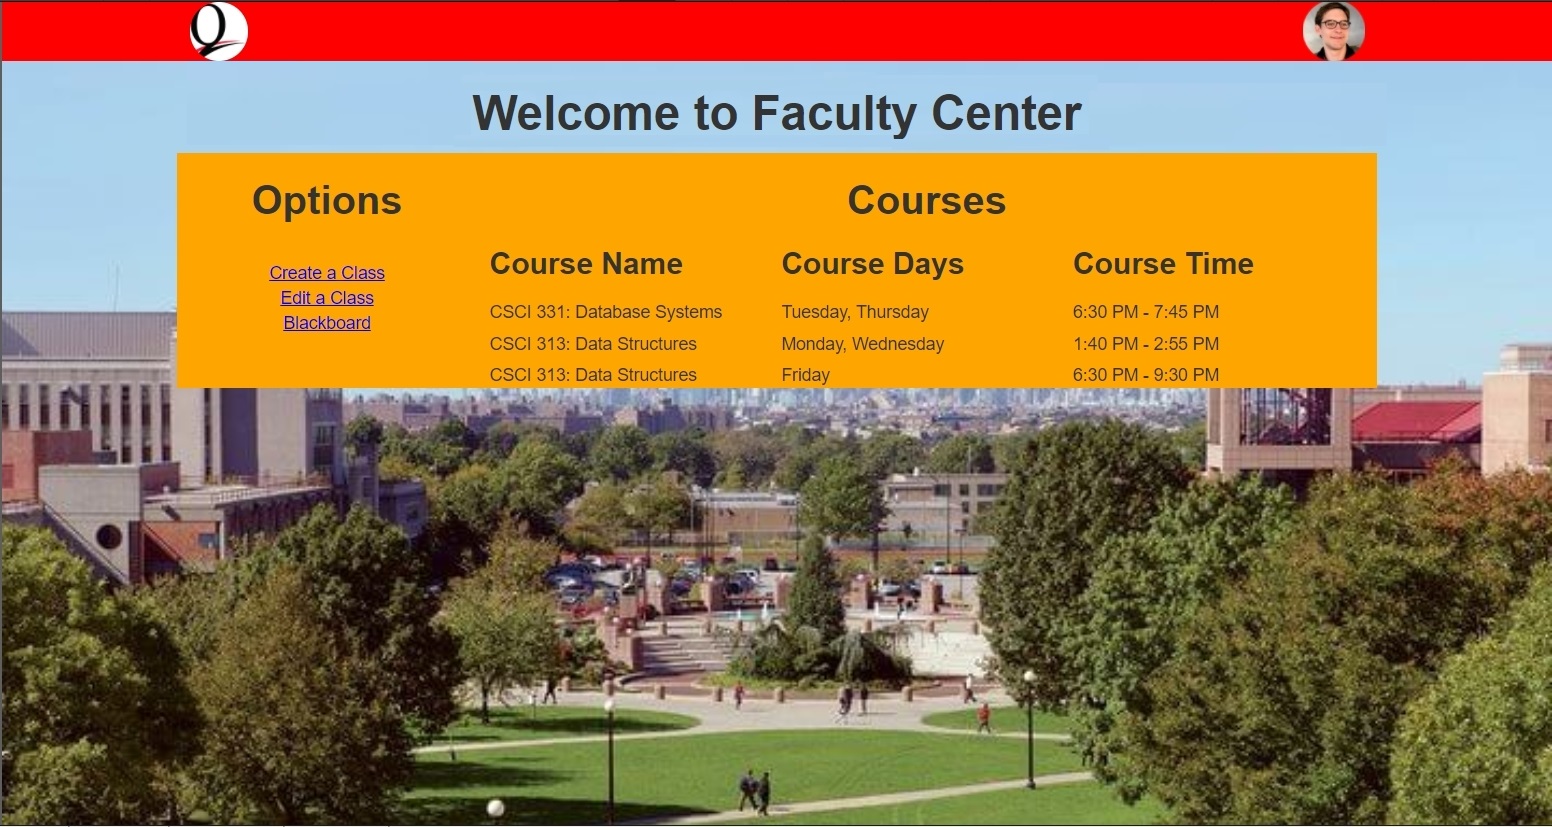 Q
Welcome to Faculty Center
Options
Create a Class
Edit a Class
Blackboard
Courses
Course Name Course Days Course Time
CSCI 331: Database Systems Tuesday, Thursday 6:30 PM - 7:45 PM
CSCI 313: Data Structures Monday, Wednesday 1:40 PM - 2:55 PM
CSCI 313: Data Structures Friday 6:30 PM - 9:30 PM